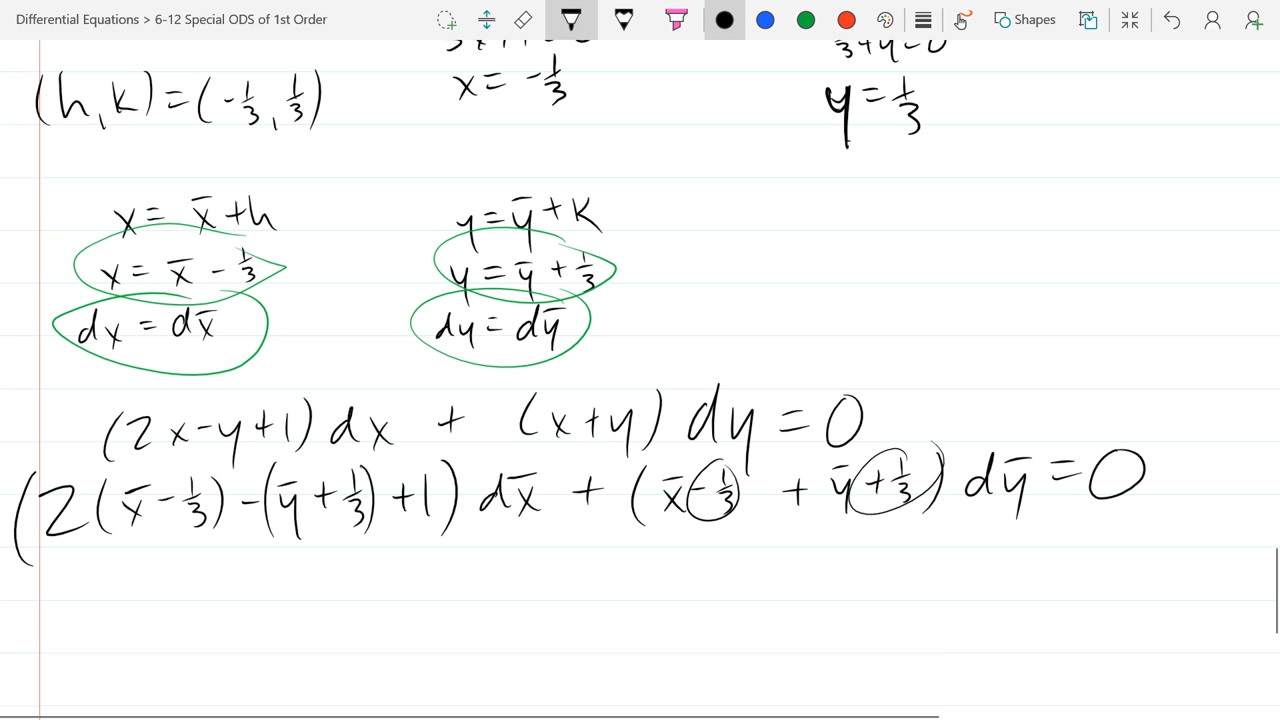 Differential Equations > 6-12 Special ODS of 1st Order Shapes
(h,k)=(-1/3, 1/3) x = -1/3 y = 1/3
x = x̄ + h y = ȳ + k
x = x̄ - 1/3 y = ȳ + 1/3
dx = dx̄ dy = dȳ
(2x-y+1) dx + (x+y) dy = 0
(2(x̄ - 1/3) - (ȳ + 1/3) + 1) dx̄ + (x̄ - 1/3 + ȳ + 1/3) dȳ = 0